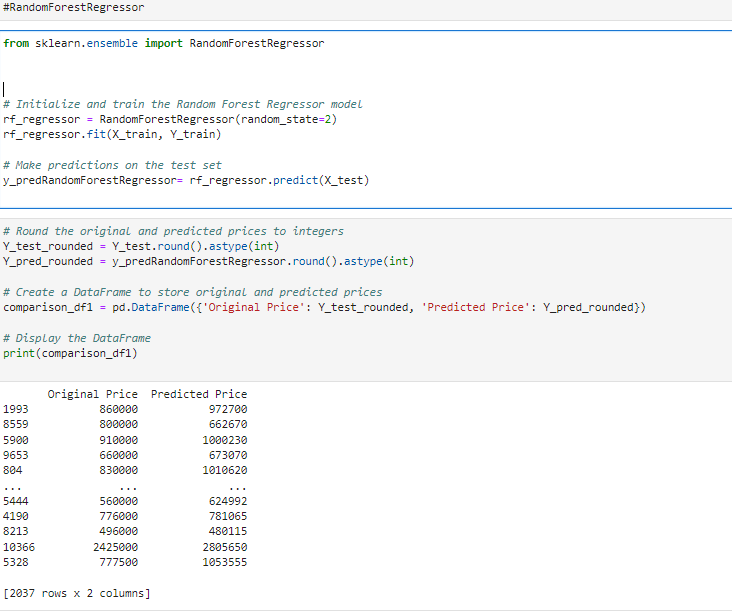 #RandomForestRegressor
from sklearn.ensemble import RandomForestRegressor
# Initialize and train the Random Forest Regressor model
rf_regressor = RandomForestRegressor(random_state=2)
rf_regressor.fit(X_train, Y_train)
# Make predictions on the test set
y_predRandomForestRegressor= rf_regressor.predict(X_test)
# Round the original and predicted prices to integers
Y_test_rounded = Y_test.round().astype(int)
Y_pred_rounded = y_predRandomForestRegressor.round().astype(int)
# Create a DataFrame to store original and predicted prices
comparison_df1 = pd.DataFrame({'Original Price': Y_test_rounded, 'Predicted Price': Y_pred_rounded})
# Display the DataFrame
print(comparison_df1)
Original Price Predicted Price
1993 860000 972700
8559 800000 662670
5900 910000 1000230
9653 660000 673070
804 830000 1010620
... ... ...
5444 560000 624992
4190 776000 781065
8213 496000 480115
10366 2425000 2805650
5328 777500 1053555
[2037 rows x 2 columns]